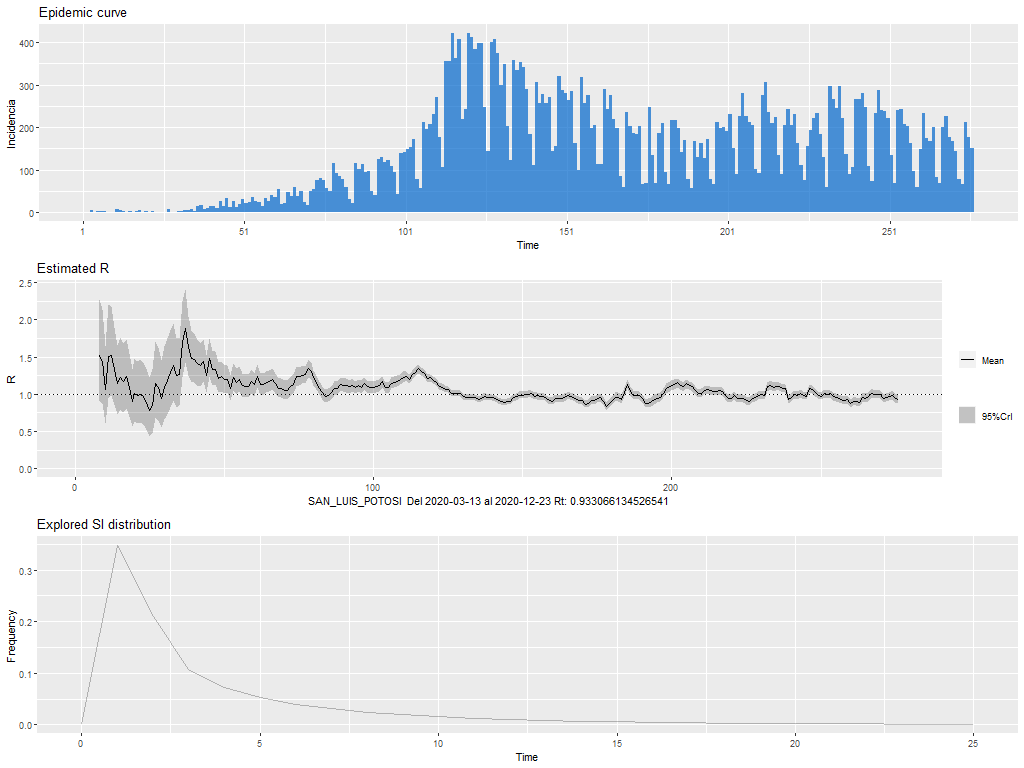 Epidemic curve
400
300
200
100
0
Incidencia
1
51
101
151
201
251
Time
Estimated R
2.5
2.0
1.5
1.0
0.5
0.0
R
Mean
95%CrI
0
100
200
SAN_LUIS_POTOSI Del 2020-03-13 al 2020-12-23 Rt: 0.933066134526541
Explored SI distribution
0.3
0.2
0.1
0.0
Frequency
0
5
10
15
20
25
Time